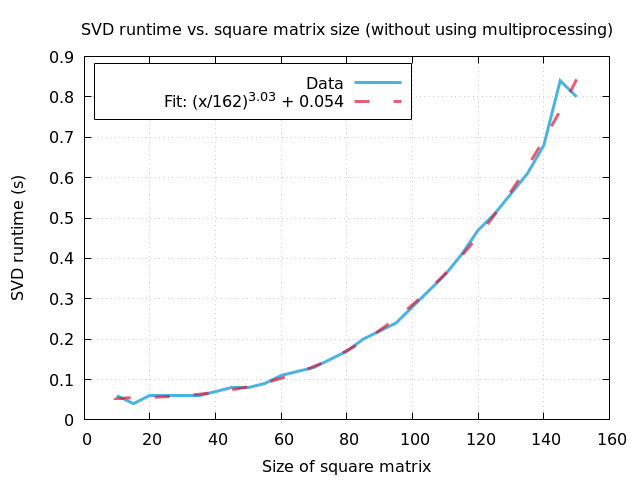 SVD runtime vs. square matrix size (without using multiprocessing)
0.9
0.8
0.7
0.6
0.5
0.4
0.3
0.2
0.1
0
Data
Fit: (x/162)^3.03 + 0.054
SVD runtime (s)
0 20 40 60 80 100 120 140 160
Size of square matrix